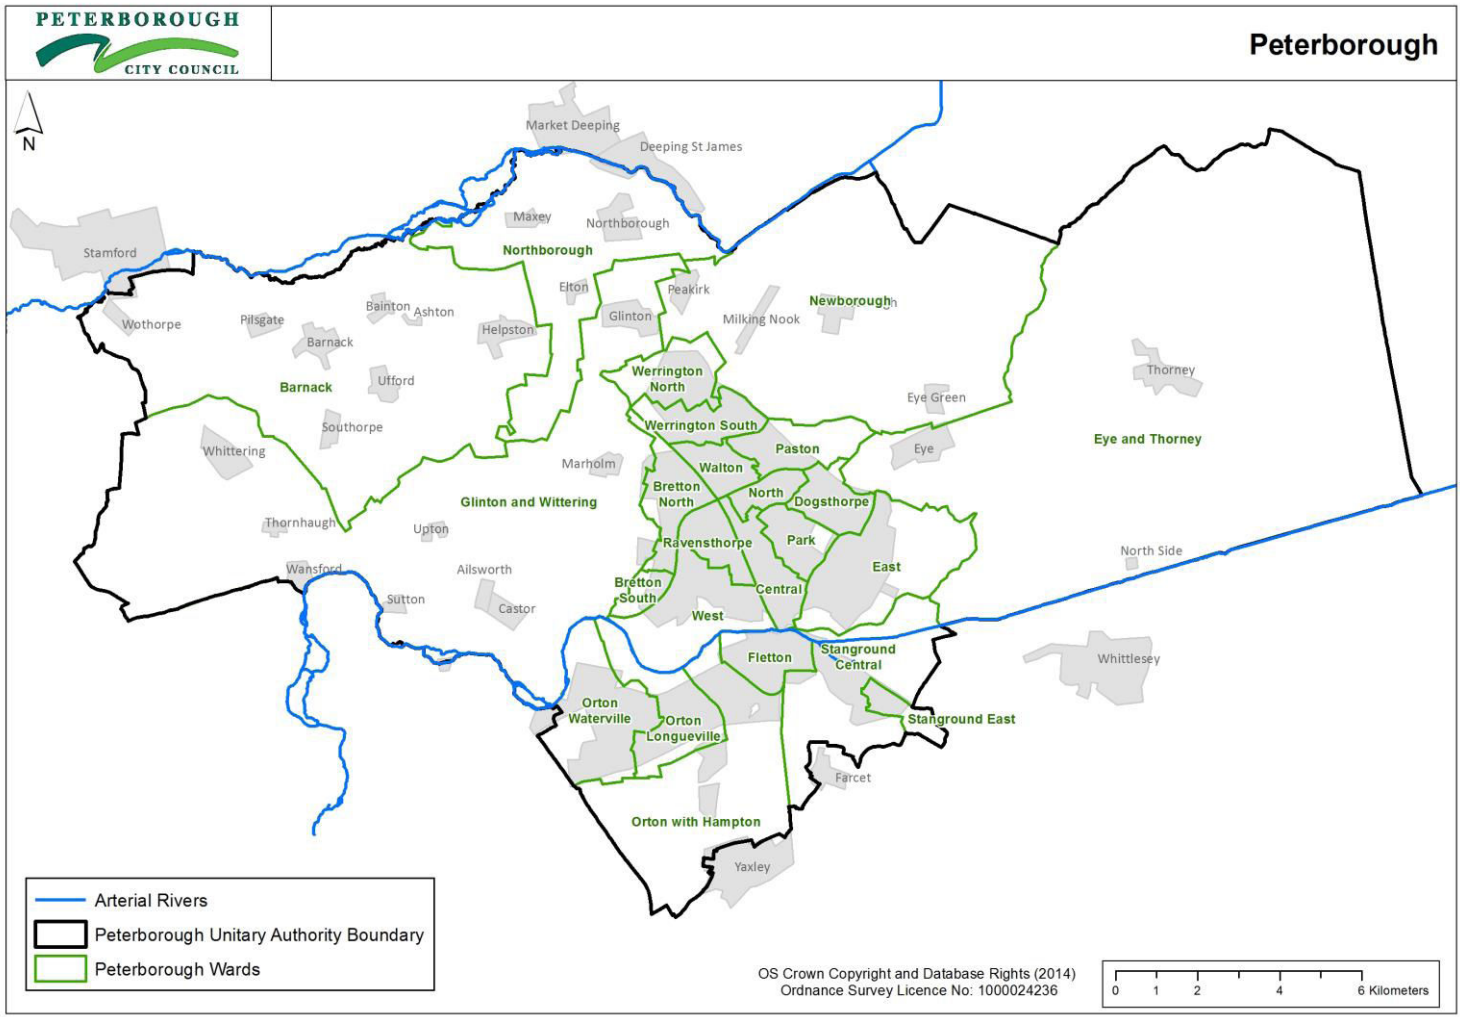 PETERBOROUGH
CITY COUNCIL
Peterborough
N
Market Deeping
Deeping St James
Maxey
Northborough
Stamford
Northborough
Elton
Peakirk
Newborough
Bainton
Ashton
Wothorpe
Pilsgate
Glinton
Milking Nook
Helpston
Barnack
Werrington
North
Thorney
Barnack
Ufford
Eye Green
Southorpe
Werrington South
Eye and Thorney
Whittering
Paston
Eye
Marholm
Walton
Bretton
North
North
Dogsthorpe
Glinton and Wittering
Thornhaugh
Upton
Ravensthorpe
Park
North Side
Wansford
Ailsworth
East
Bretton
South
Central
Sutton
Castor
West
Fletton
Stanground
Central
Whittlesey
Orton
Waterville
Orton
Longueville
Stanground East
Farcet
Orton with Hampton
Yaxley
Arterial Rivers
Peterborough Unitary Authority Boundary
Peterborough Wards
OS Crown Copyright and Database Rights (2014)
Ordnance Survey Licence No: 1000024236
0 1 2 4 6 Kilometers